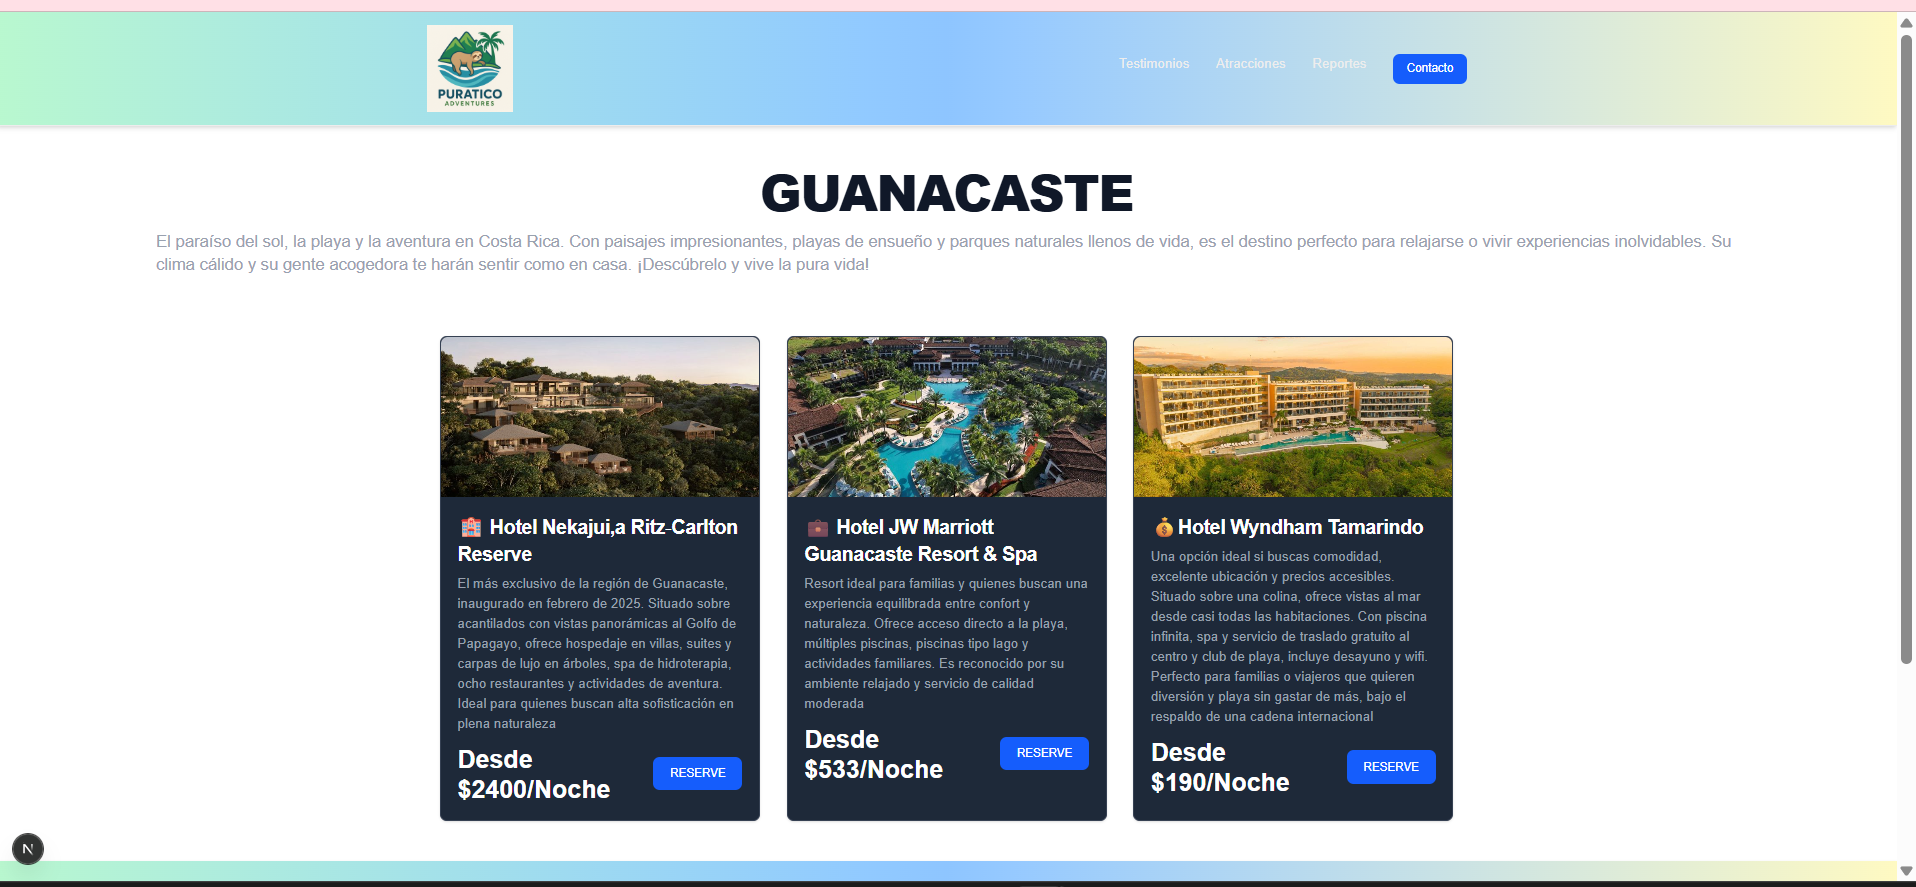 PURATICO
ADVENTURES
Testimonios
Atracciones
Reportes
Contacto
GUANACASTE
El paraíso del sol, la playa y la aventura en Costa Rica. Con paisajes impresionantes, playas de ensueño y parques naturales llenos de vida, es el destino perfecto para relajarse o vivir experiencias inolvidables. Su
clima cálido y su gente acogedora te harán sentir como en casa. ¡Descúbrelo y vive la pura vida!
🏩 Hotel Nekajui,a Ritz-Carlton
Reserve
El más exclusivo de la región de Guanacaste,
inaugurado en febrero de 2025. Situado sobre
acantilados con vistas panorámicas al Golfo de
Papagayo, ofrece hospedaje en villas, suites y
carpas de lujo en árboles, spa de hidroterapia,
ocho restaurantes y actividades de aventura.
Ideal para quienes buscan alta sofisticación en
plena naturaleza
Desde
$2400/Noche
RESERVE
💼 Hotel JW Marriott
Guanacaste Resort & Spa
Resort ideal para familias y quienes buscan una
experiencia equilibrada entre confort y
naturaleza. Ofrece acceso directo a la playa,
múltiples piscinas, piscinas tipo lago y
actividades familiares. Es reconocido por su
ambiente relajado y servicio de calidad
moderada
Desde
$533/Noche
RESERVE
💰Hotel Wyndham Tamarindo
Una opción ideal si buscas comodidad,
excelente ubicación y precios accesibles.
Situado sobre una colina, ofrece vistas al mar
desde casi todas las habitaciones. Con piscina
infinita, spa y servicio de traslado gratuito al
centro y club de playa, incluye desayuno y wifi.
Perfecto para familias o viajeros que quieren
diversión y playa sin gastar de más, bajo el
respaldo de una cadena internacional
Desde
$190/Noche
RESERVE
N